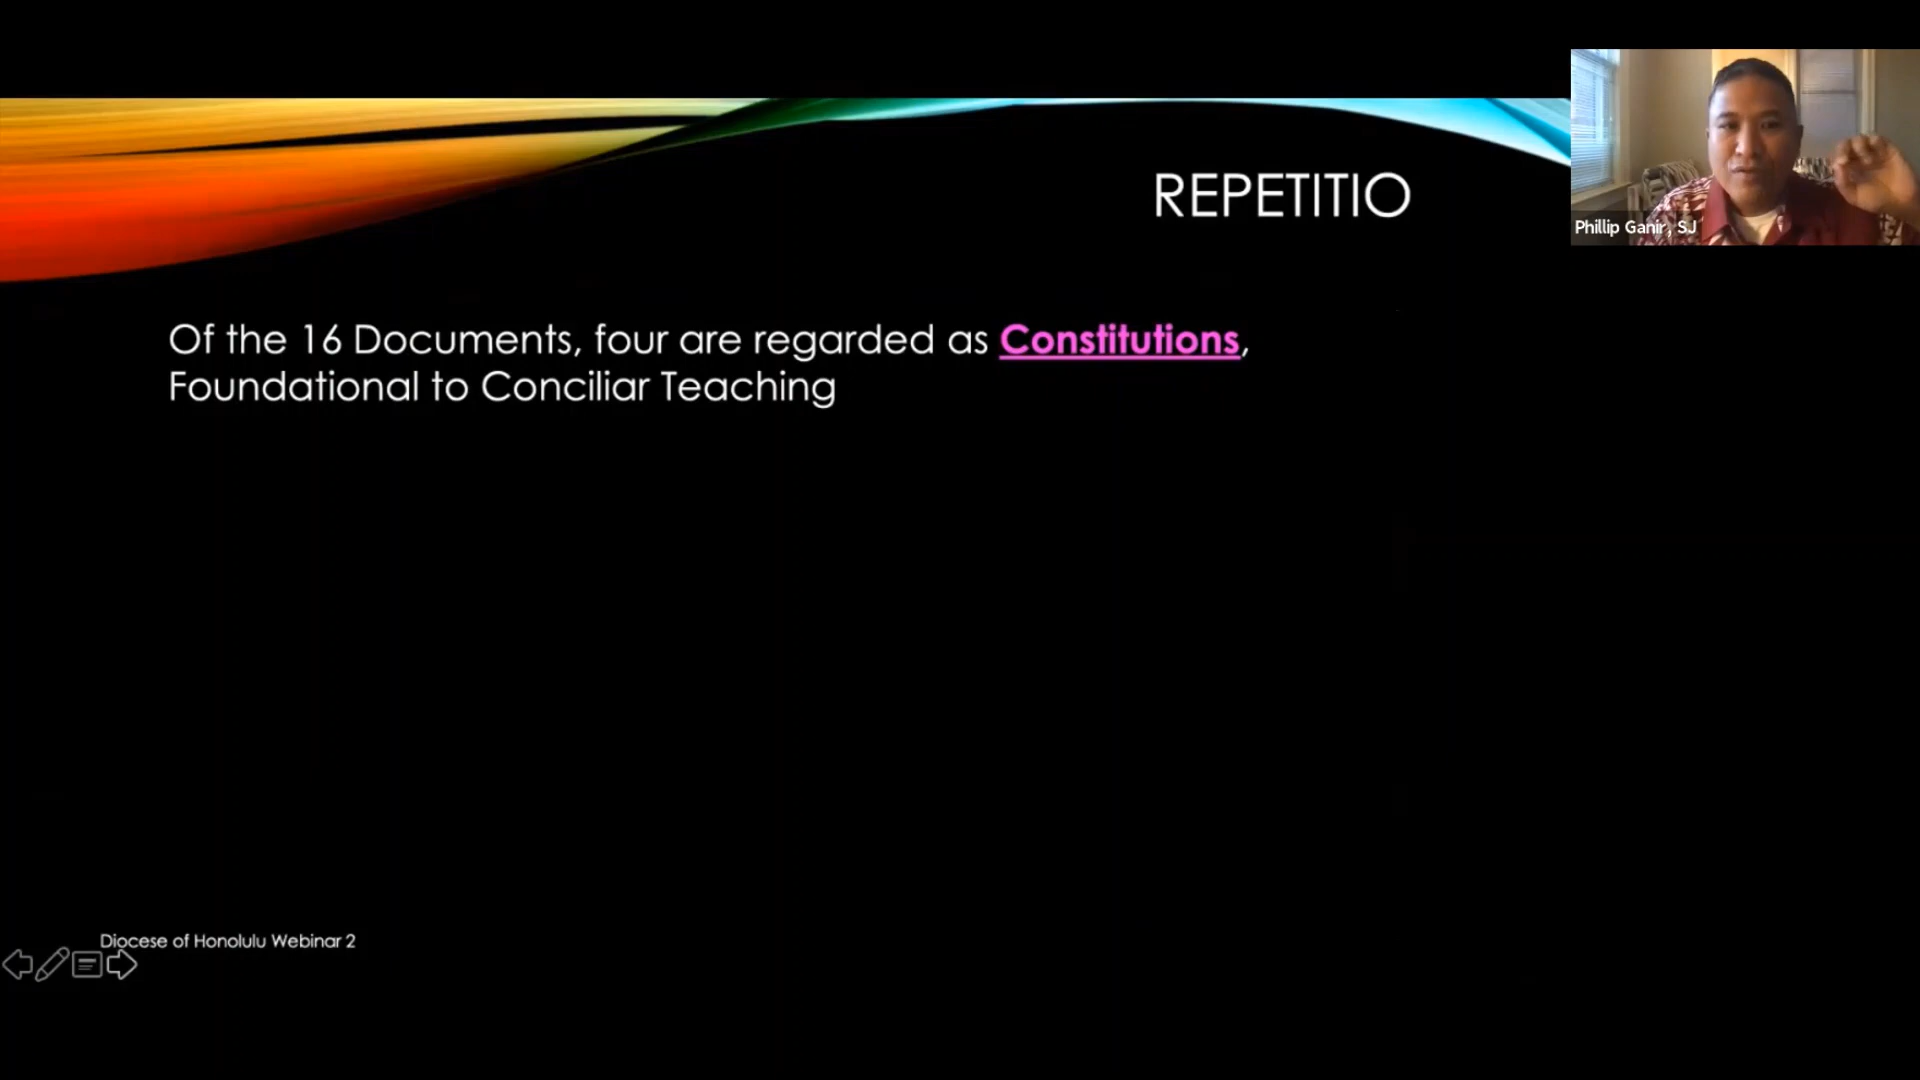 REPETITIO
Phillip Ganir, SJ
Of the 16 Documents, four are regarded as Constitutions,
Foundational to Conciliar Teaching
Diocese of Honolulu Webinar 2